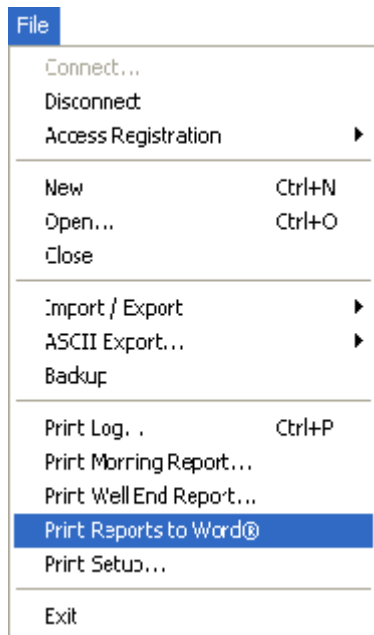 File
Connect...
Disconnect
Access Registration
New Ctrl+N
Open... Ctrl+O
Close
Import / Export
ASCII Export...
Backup
Print Log... Ctrl+P
Print Morning Report...
Print Well End Report...
Print Reports to Word®
Print Setup...
Exit